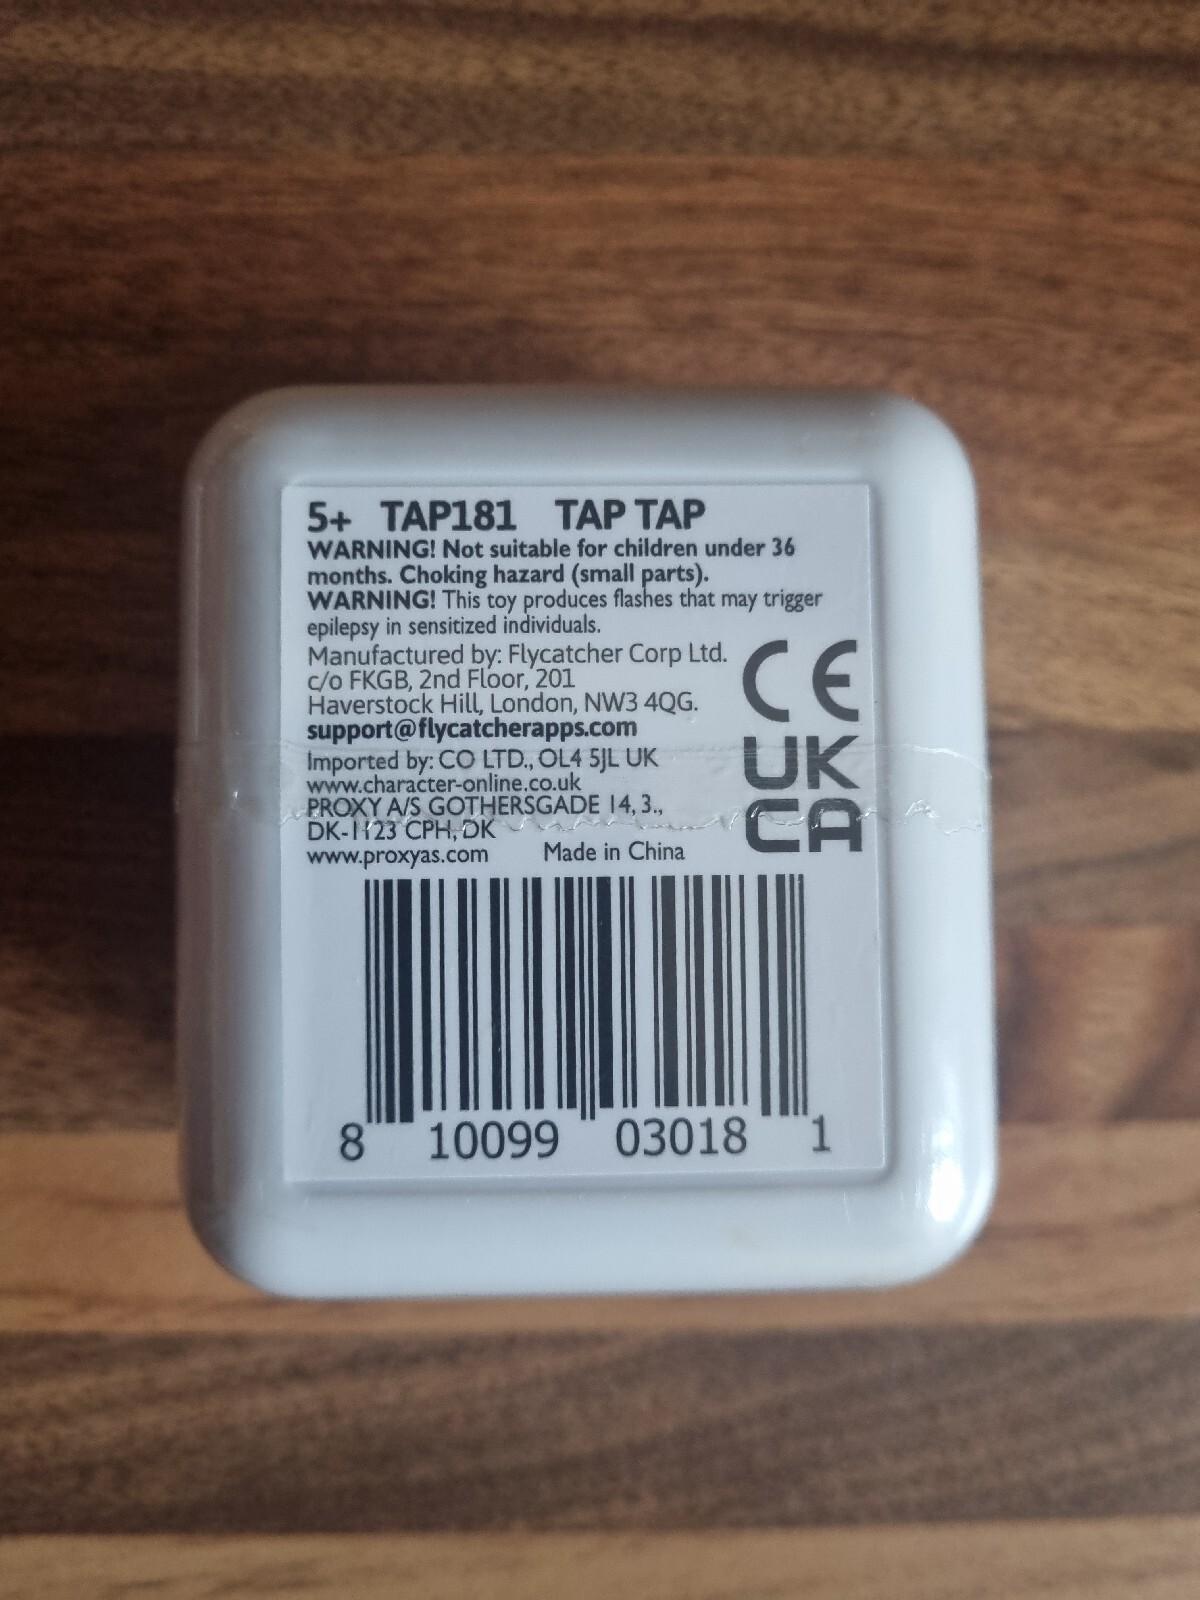 5+ TAP181 TAP TAP
WARNING! Not suitable for children under 36
months. Choking hazard (small parts).
WARNING! This toy produces flashes that may trigger
epilepsy in sensitized individuals.
Manufactured by: Flycatcher Corp Ltd.
c/o FKGB, 2nd Floor, 201
Haverstock Hill, London, NW3 4QG.
support@flycatcherapps.com
Imported by: CO LTD., OL4 5JL UK
www.character-online.co.uk
PROXY A/S GOTHERSGADE 14, 3.,
DK-1123 CPH, DK
www.proxyas.com Made in China
CE
UK
CA
8 10099 03018 1